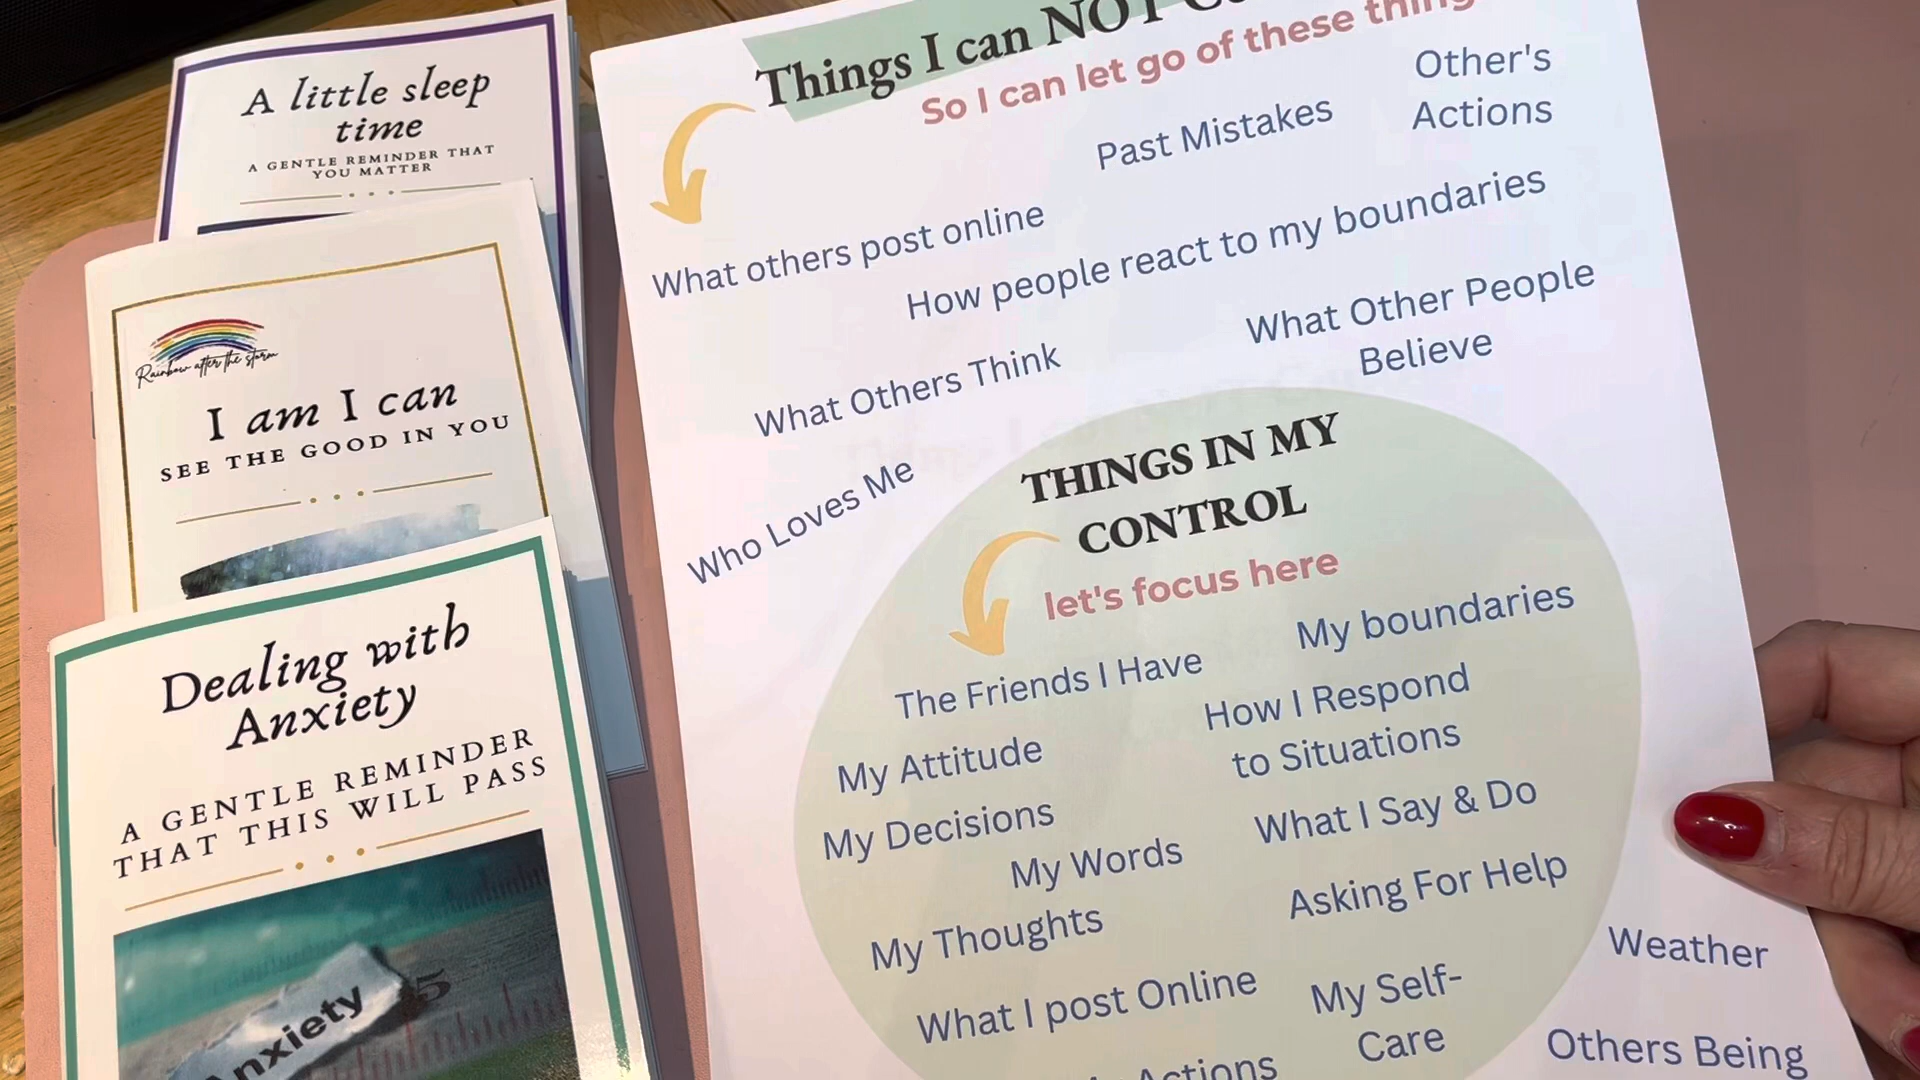 A little sleep
time
A GENTLE REMINDER THAT
YOU MATTER
Rainbow after the storm
I am I can
SEE THE GOOD IN YOU
Dealing with
Anxiety
A GENTLE REMINDER
THAT THIS WILL PASS
Anxiety
5
Things I can NOT
So I can let go of these
Past Mistakes
Other's
Actions
What others post online
How people react to my boundaries
What Others Think
What Other People
Believe
Who Loves Me
THINGS IN MY
CONTROL
let's focus here
The Friends I Have
My boundaries
My Attitude
How I Respond
to Situations
My Decisions
What I Say & Do
My Words
Asking For Help
My Thoughts
What I post Online
My Self-
Care
Actions
Weather
Others Being